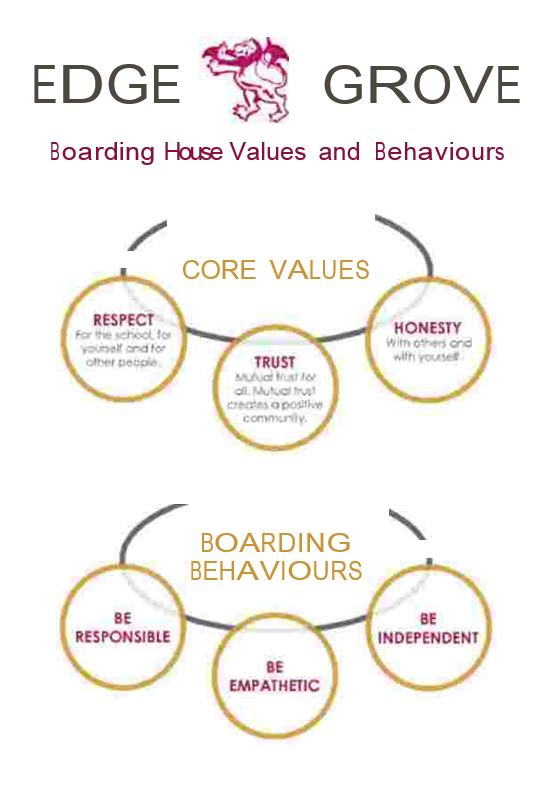 EDGE GROVE
Boarding House Values and Behaviours
CORE VALUES
RESPECT
For the school, for
yourself and for
other people.
TRUST
Mutual trust for
all. Mutual trust
creates a positive
community.
HONESTY
With others and
with yourself.
BOARDING
BEHAVIOURS
BE
RESPONSIBLE
BE
EMPATHETIC
BE
INDEPENDENT